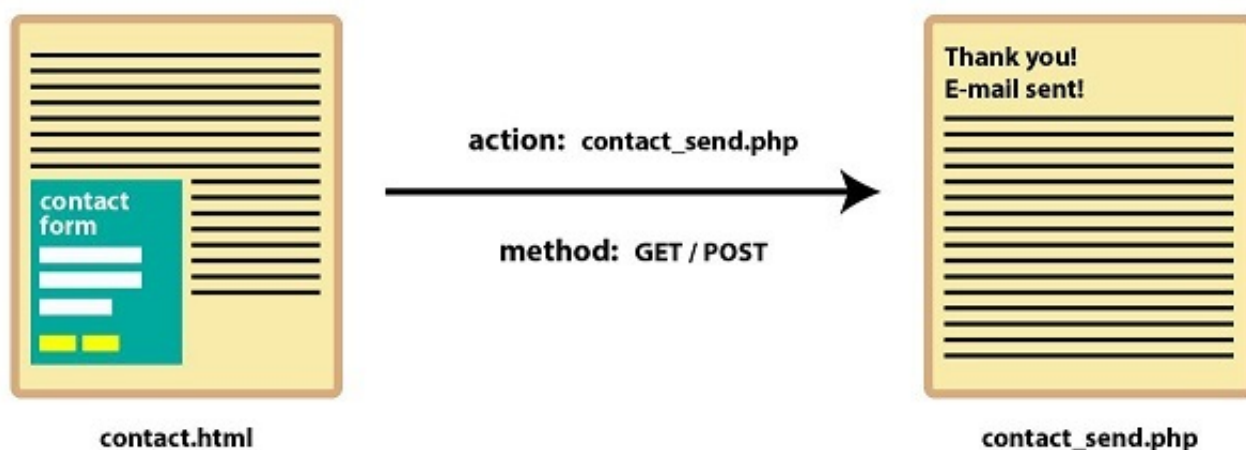 contact
form
contact.html
action: contact_send.php
method: GET / POST
Thank you!
E-mail sent!
contact_send.php